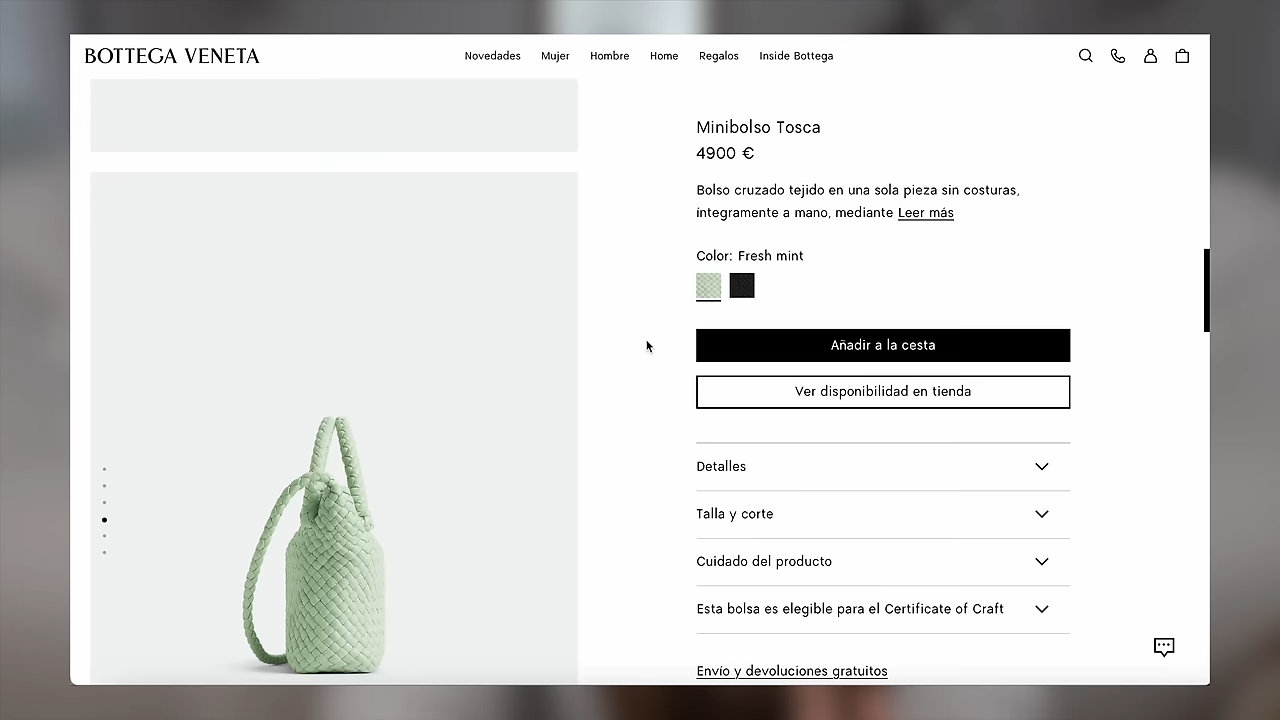 BOTTEGA VENETA
Novedades Mujer Hombre Home Regalos Inside Bottega
Minibolso Tosca
4900 €
Bolso cruzado tejido en una sola pieza sin costuras,
íntegramente a mano, mediante Leer más
Color: Fresh mint
Añadir a la cesta
Ver disponibilidad en tienda
Detalles
Talla y corte
Cuidado del producto
Esta bolsa es elegible para el Certificate of Craft
Envío y devoluciones gratuitos